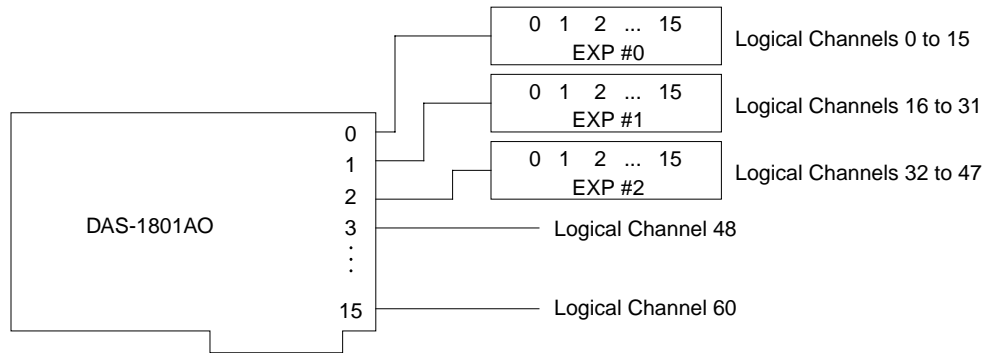 0 1 2 ... 15
EXP #0
Logical Channels 0 to 15
0 1 2 ... 15
EXP #1
Logical Channels 16 to 31
0 1 2 ... 15
EXP #2
Logical Channels 32 to 47
DAS-1801AO
0
1
2
3
⋮
15
Logical Channel 48
Logical Channel 60